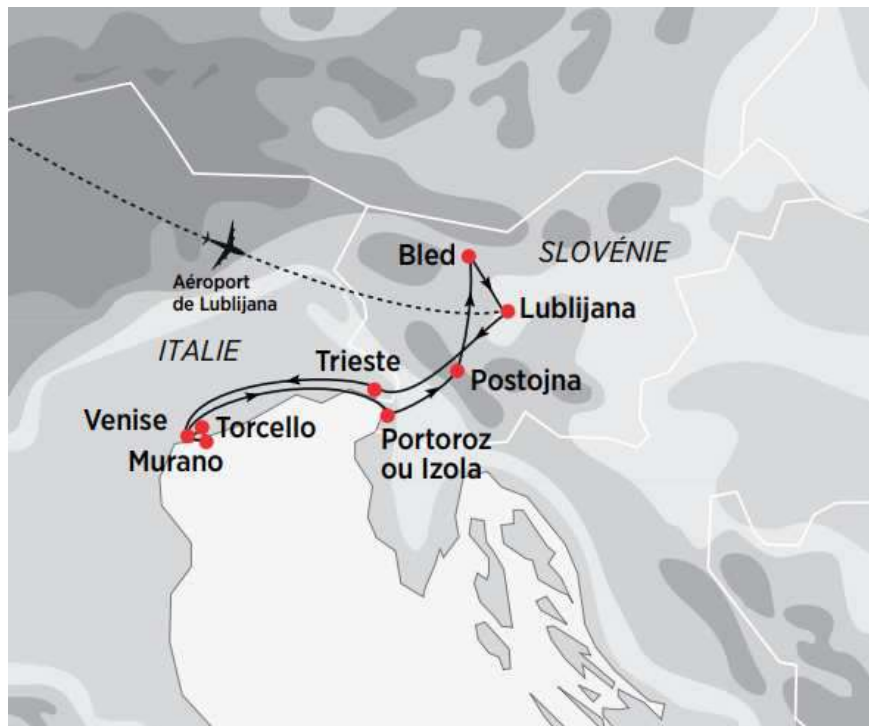 Bled
SLOVÉNIE
Aéroport
de Lublijana
Lublijana
ITALIE
Trieste
Postojna
Venise
Torcello
Murano
Portoroz
ou Izola